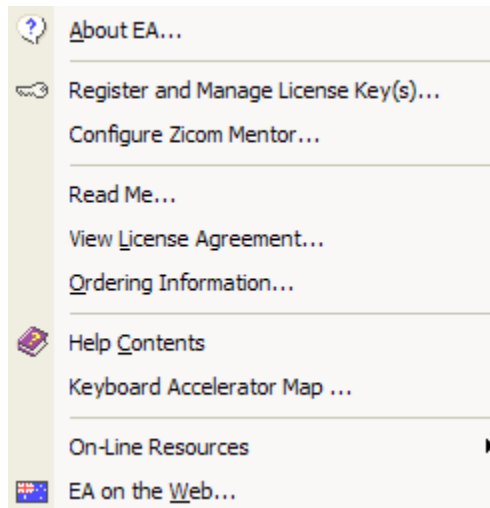 About EA...
Register and Manage License Key(s)...
Configure Zicom Mentor...
Read Me...
View License Agreement...
Ordering Information...
Help Contents
Keyboard Accelerator Map ...
On-Line Resources
EA on the Web...